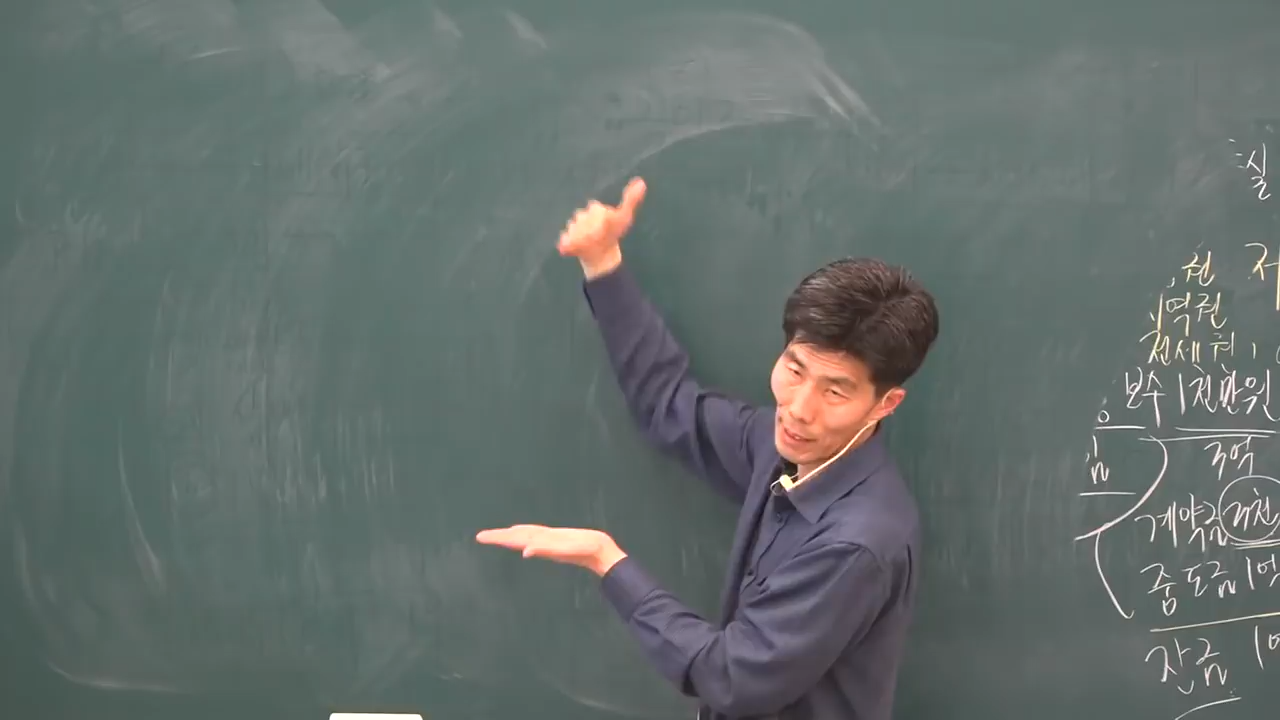 실
권 저
역권
전세권
보수 1천만원
3억
계약금 3천
중도금 1억
잔금 1억